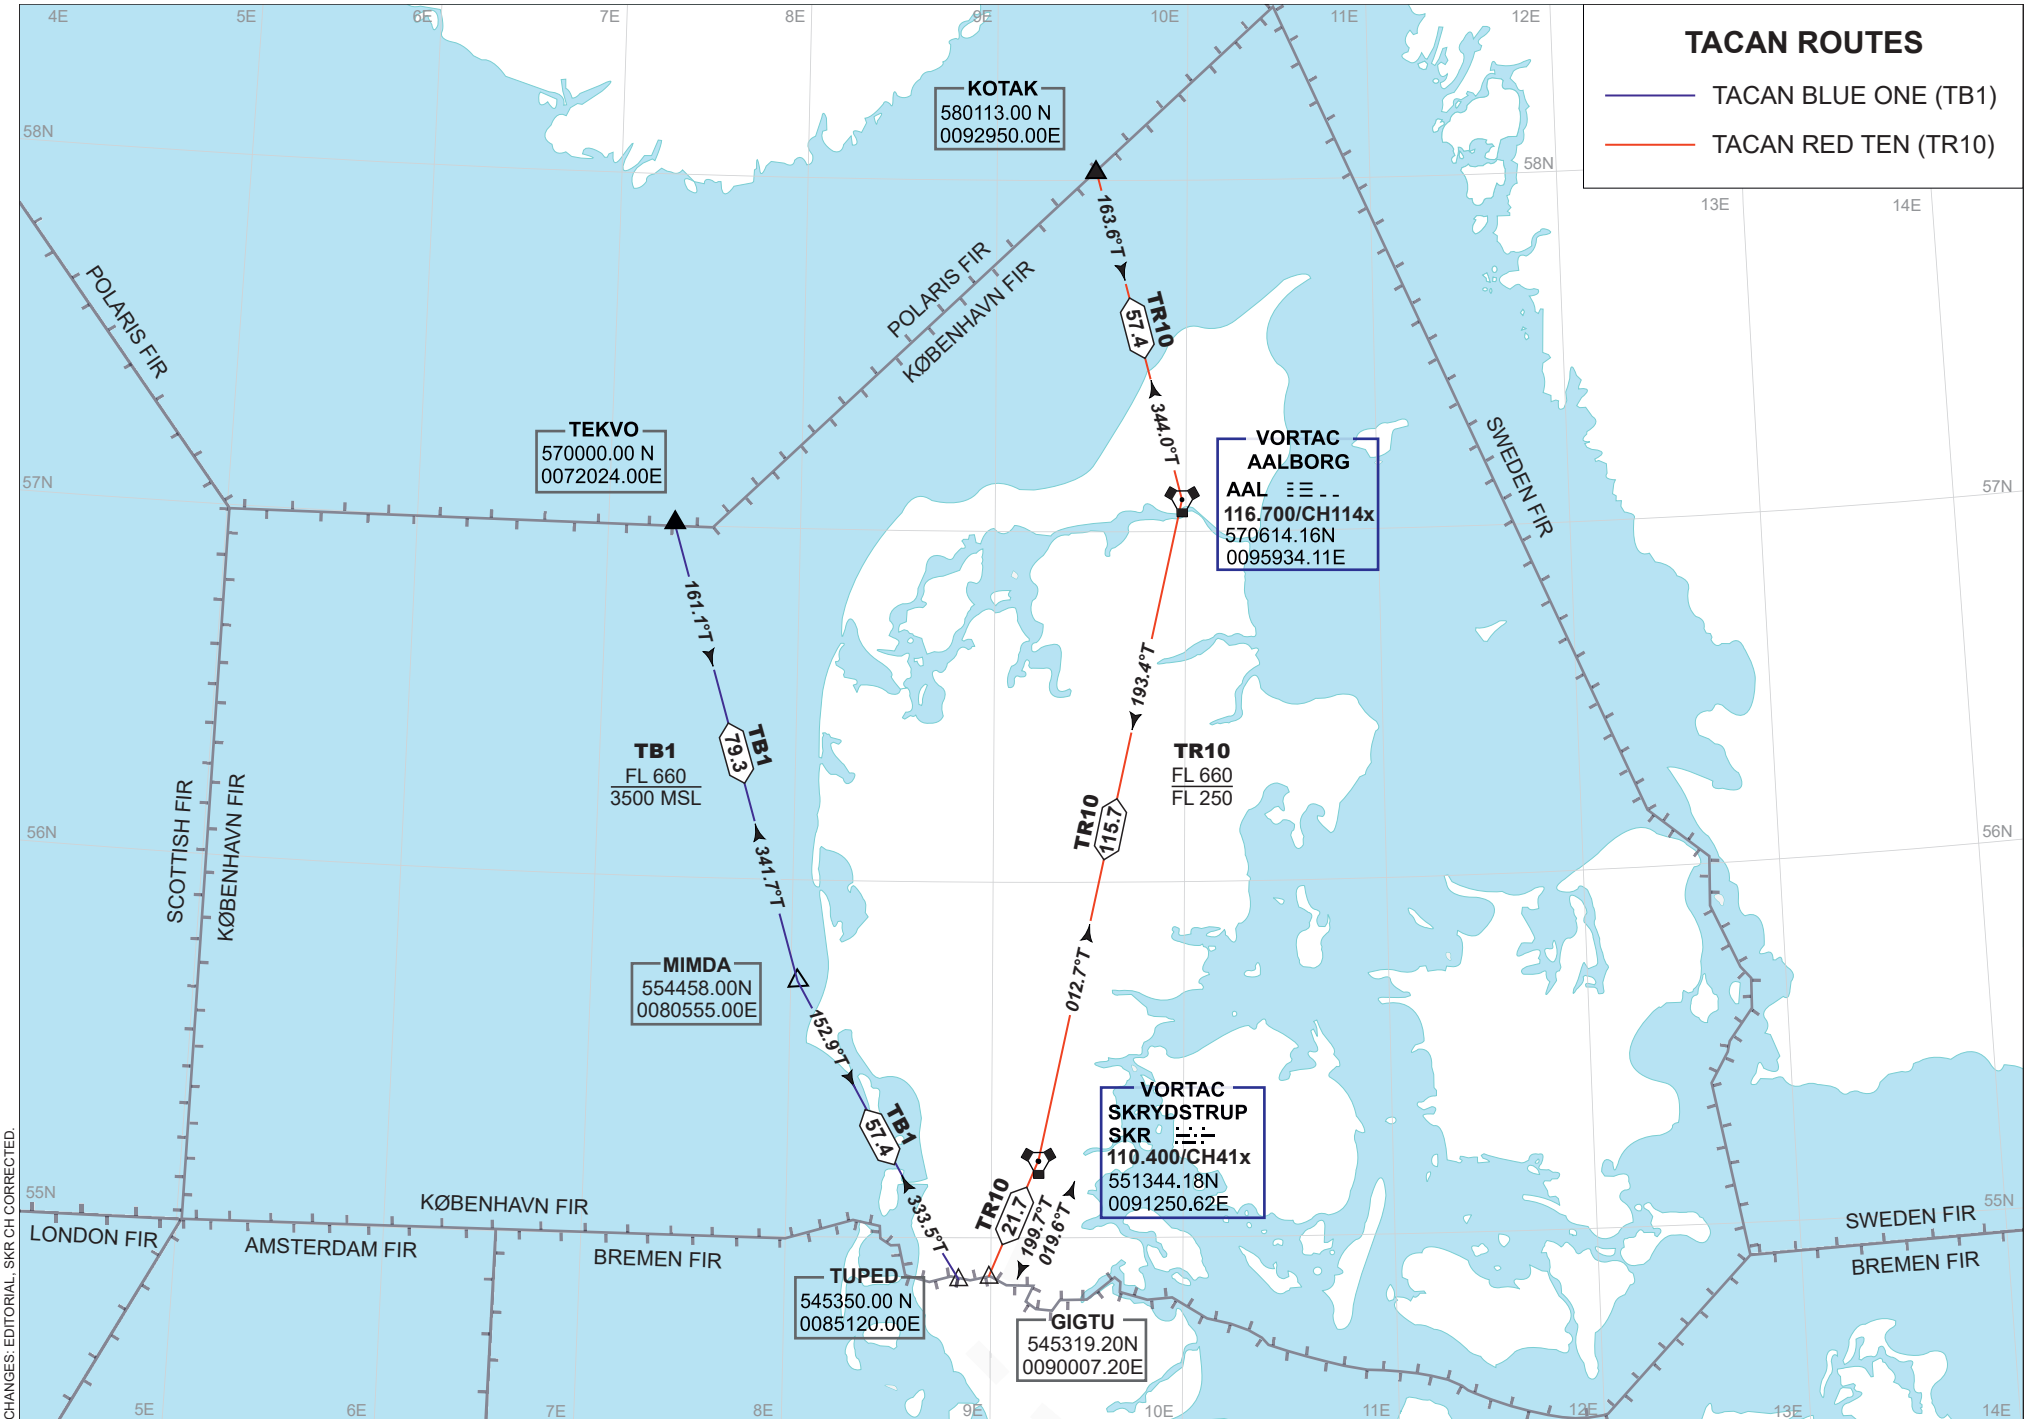 4E
5E
6E
7E
8E
9E
10E
11E
12E
TACAN ROUTES
TACAN BLUE ONE (TB1)
TACAN RED TEN (TR10)
KOTAK
580113.00 N
0092950.00E
58N
58N
13E
14E
163.6°T
POLARIS FIR
POLARIS FIR
KØBENHAVN FIR
TR10
57.4
344.0°T
SWEDEN FIR
TEKVO
570000.00 N
0072024.00E
VORTAC
AALBORG
AAL
116.700/CH114x
570614.16N
0095934.11E
57N
57N
161.1°T
193.4°T
TB1
79.3
TB1
FL 660
3500 MSL
TR10
FL 660
FL 250
TR10
115.7
SCOTTISH FIR
KØBENHAVN FIR
56N
56N
341.7°T
012.7°T
MIMDA
554458.00N
0080555.00E
152.9°T
TB1
57.4
VORTAC
SKRYDSTRUP
SKR
110.400/CH41x
551344.18N
0091250.62E
333.5°T
TR10
21.7
199.7°T
019.6°T
55N
55N
KØBENHAVN FIR
LONDON FIR
AMSTERDAM FIR
BREMEN FIR
SWEDEN FIR
BREMEN FIR
TUPED
545350.00 N
0085120.00E
GIGTU
545319.20N
0090007.20E
5E
6E
7E
8E
9E
10E
11E
12E
13E
14E
CHANGES: EDITORIAL, SKR CH CORRECTED.